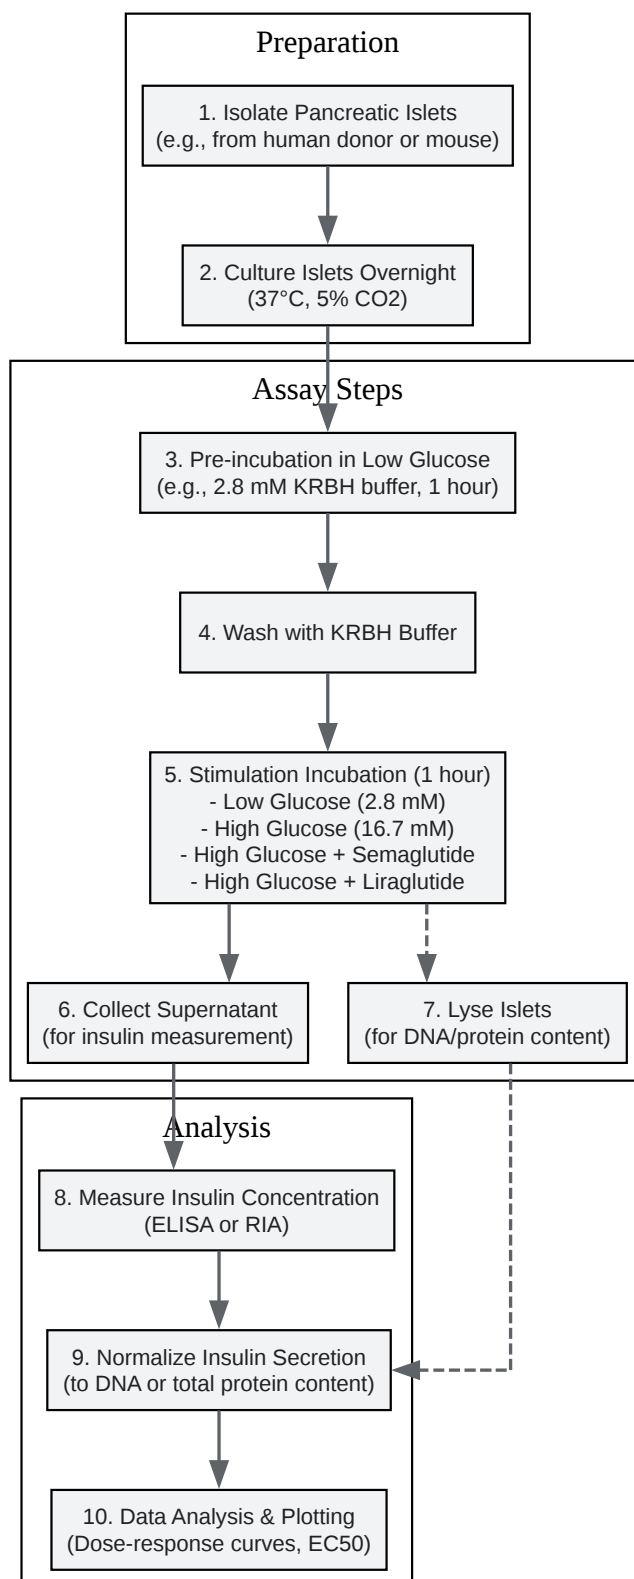 Preparation
1. Isolate Pancreatic Islets
(e.g., from human donor or mouse)
2. Culture Islets Overnight
(37°C, 5% CO2)
Assay Steps
3. Pre-incubation in Low Glucose
(e.g., 2.8 mM KRBH buffer, 1 hour)
4. Wash with KRBH Buffer
5. Stimulation Incubation (1 hour)
- Low Glucose (2.8 mM)
- High Glucose (16.7 mM)
- High Glucose + Semaglutide
- High Glucose + Liraglutide
6. Collect Supernatant
(for insulin measurement)
7. Lyse Islets
(for DNA/protein content)
Analysis
8. Measure Insulin Concentration
(ELISA or RIA)
9. Normalize Insulin Secretion
(to DNA or total protein content)
10. Data Analysis & Plotting
(Dose-response curves, EC50)